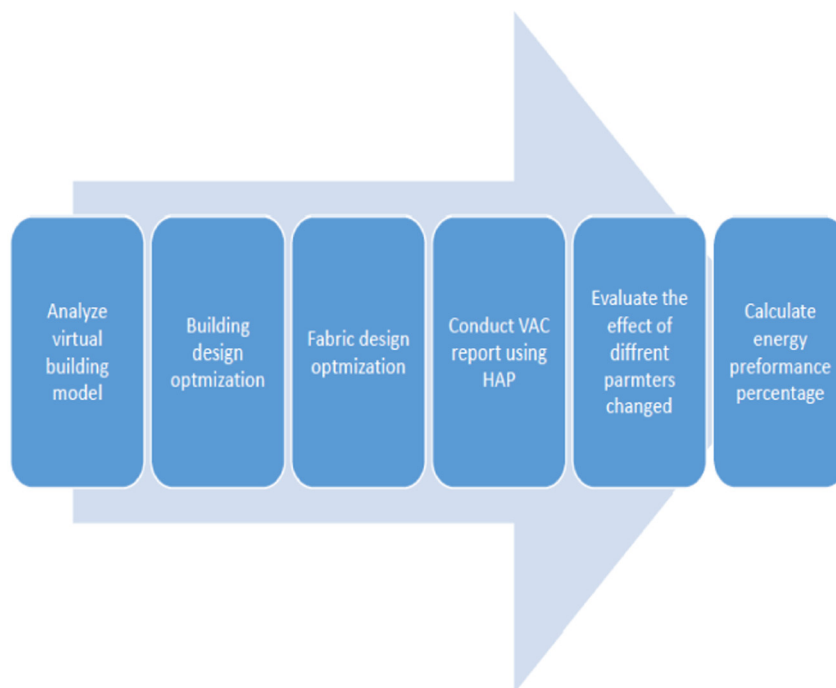 Analyze
virtual
building
model
Building
design
optmization
Fabric design
optmization
Conduct VAC
report using
HAP
Evaluate the
effect of
diffrent
parmters
changed
Calculate
energy
preformance
percentage